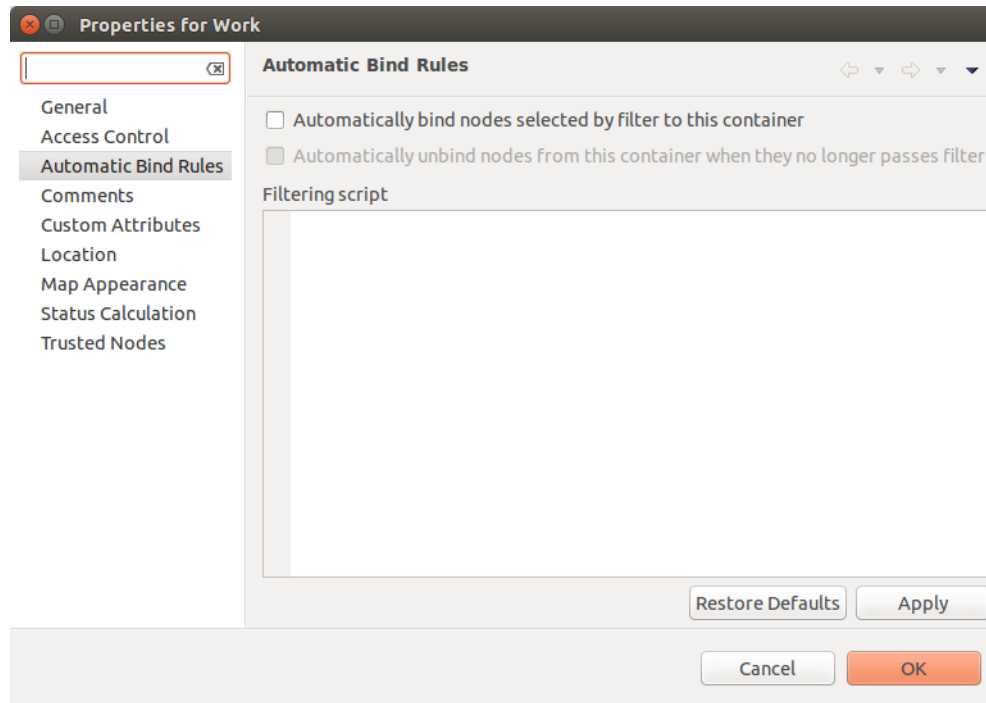 Properties for Work
Automatic Bind Rules
General
Access Control
Automatic Bind Rules
Comments
Custom Attributes
Location
Map Appearance
Status Calculation
Trusted Nodes
Automatically bind nodes selected by filter to this container
Automatically unbind nodes from this container when they no longer passes filter
Filtering script
Restore Defaults
Apply
Cancel
OK